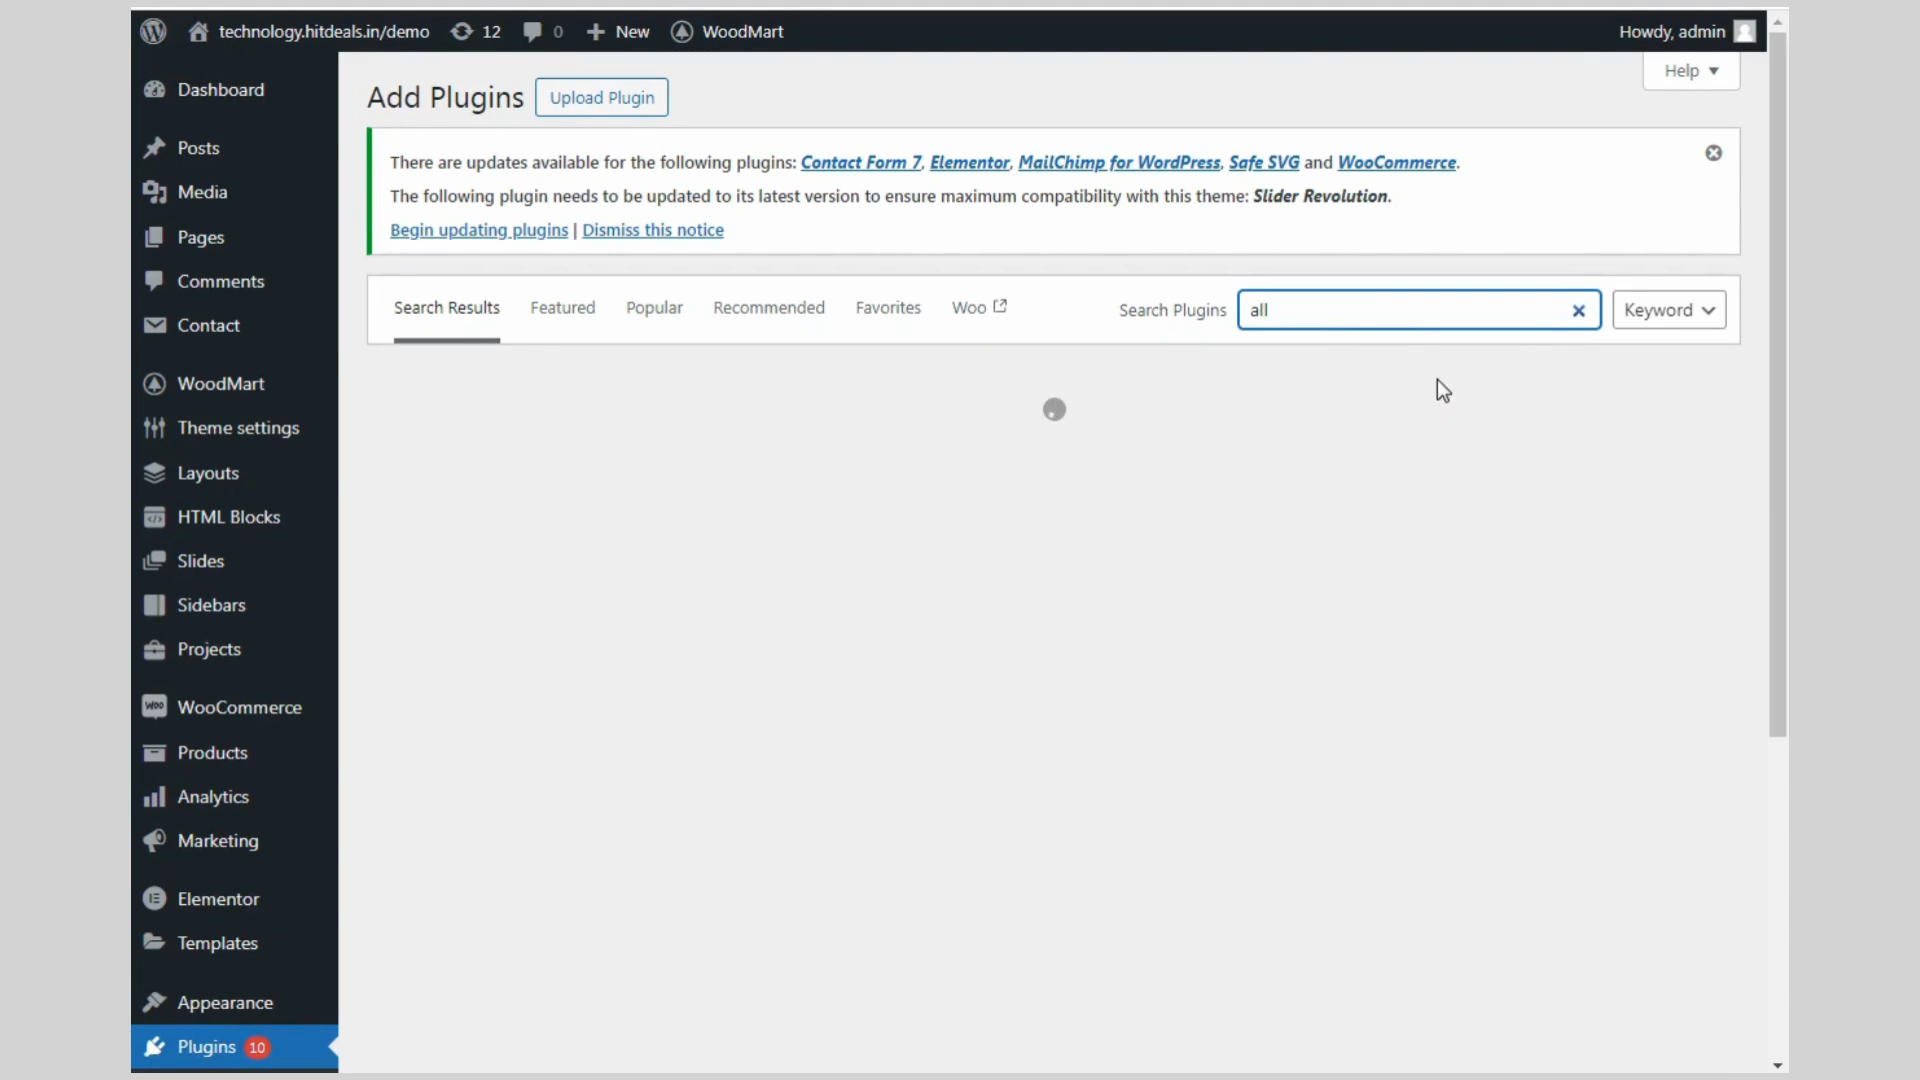 technology.hitdeals.in/demo 12 0 New WoodMart Howdy, admin
Help
Dashboard
Posts
Media
Pages
Comments
Contact
WoodMart
Theme settings
Layouts
HTML Blocks
Slides
Sidebars
Projects
WooCommerce
Products
Analytics
Marketing
Elementor
Templates
Appearance
Plugins 10
Add Plugins Upload Plugin
There are updates available for the following plugins: Contact Form 7, Elementor, MailChimp for WordPress, Safe SVG and WooCommerce.
The following plugin needs to be updated to its latest version to ensure maximum compatibility with this theme: Slider Revolution.
Begin updating plugins | Dismiss this notice
Search Results Featured Popular Recommended Favorites Woo Search Plugins all Keyword